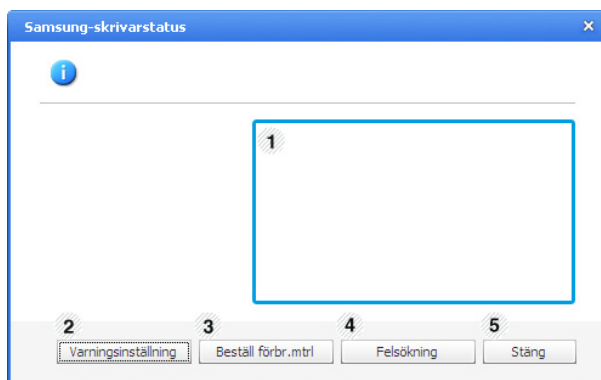 Samsung-skrivarstatus
1
2 3 4 5
Varningsinställning Beställ förbr.mtrl Felsökning Stäng